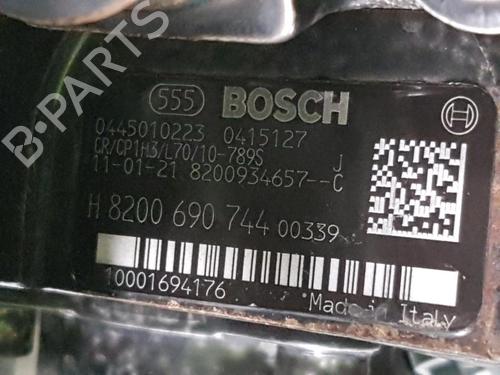 B-PARTS
555 BOSCH
0445010223 0415127
CR/CP1H3/L70/10-789S J
11-01-21 8200934657--C
H 8200 690 744 00339
10001694176
Made in Italy